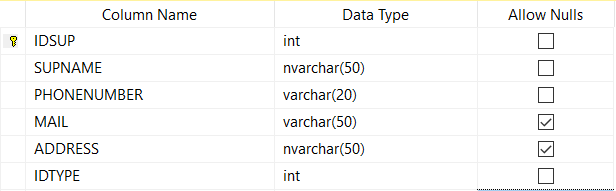 Column Name Data Type Allow Nulls
IDSUP int
SUPNAME nvarchar(50)
PHONENUMBER varchar(20)
MAIL varchar(50)
ADDRESS nvarchar(50)
IDTYPE int